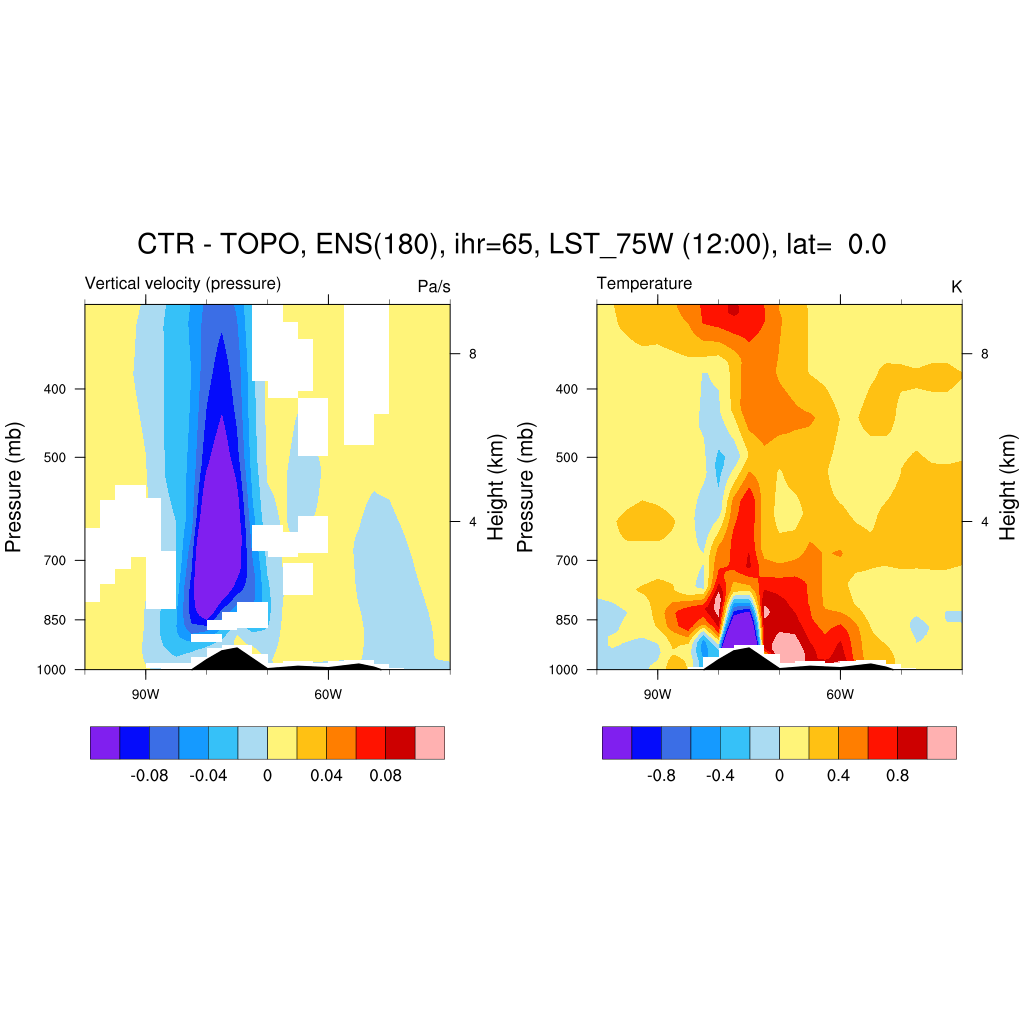 CTR - TOPO, ENS(180), ihr=65, LST_75W (12:00), lat=  0.0
Vertical velocity (pressure)
Pa/s
Pressure (mb)
400
500
700
850
1000
8
4
Height (km)
90W
60W
-0.08
-0.04
0
0.04
0.08
Temperature
K
Pressure (mb)
400
500
700
850
1000
8
4
Height (km)
90W
60W
-0.8
-0.4
0
0.4
0.8